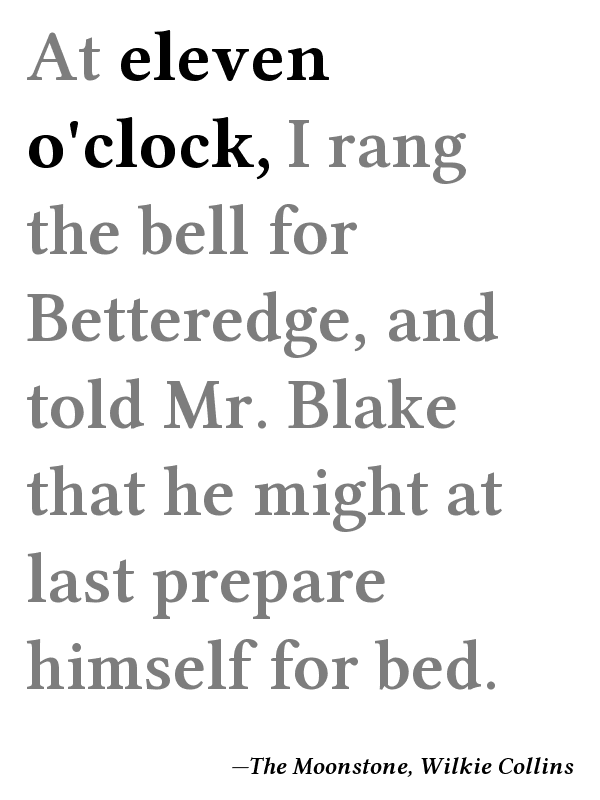 At eleven
o'clock, I rang
the bell for
Betteredge, and
told Mr. Blake
that he might at
last prepare
himself for bed.
—The Moonstone, Wilkie Collins